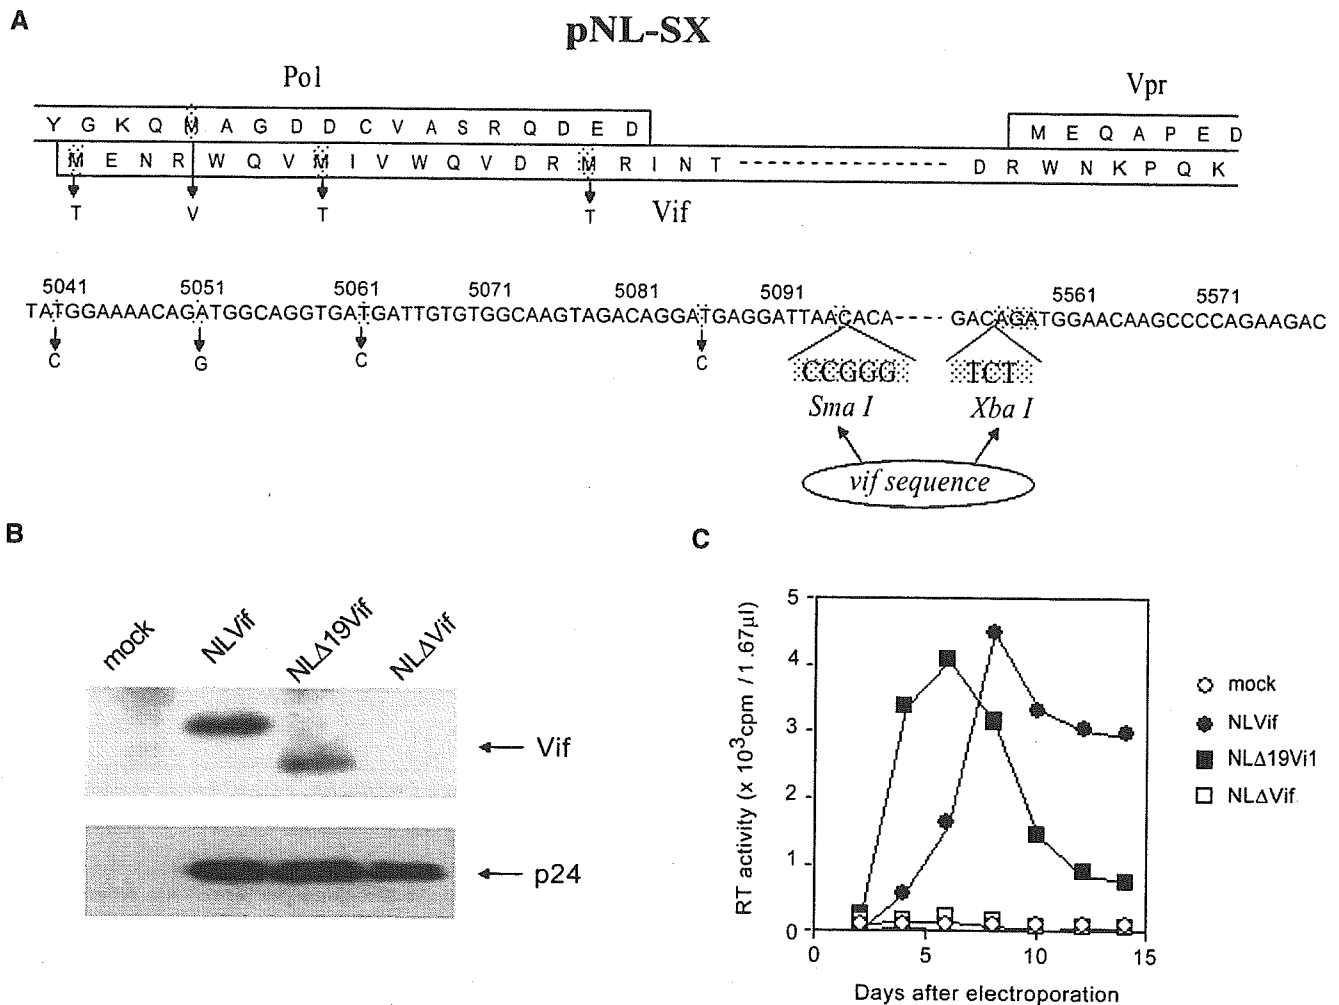 A
pNL-SX
Pol
Vpr
Y G K Q M A G D D C V A S R Q D E D
M E Q A P E D
M E N R W Q V M I V W Q V D R M R I N T - - - - - - - - - - - - - - - - D R W N K P Q K
T V T T
Vif
5041 5051 5061 5071 5081 5091 5561 5571
TATGGAAAACAGATGGCAGGTGATGATTGTGTGGCAAGTAGACAGGATGAGGATTAACACA---- GACAGATGGAACAAGCCCCAGAAGAC
C G C C
CCGGG TCT
Sma I Xba I
vif sequence
B
mock NLVif NLΔ19Vif NLΔVif
Vif
p24
C
RT activity (x 10³cpm /1.67µl)
5
4
3
2
1
0
0 5 10 15
Days after electroporation
mock
NLVif
NLΔ19Vi1
NLΔVif